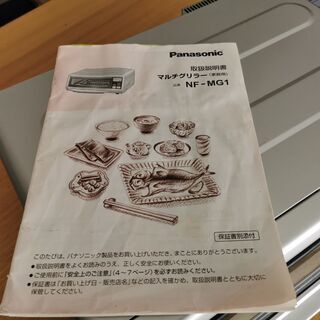 Panasonic
取扱説明書
マルチグリラー（家庭用）
品番 NF-MG1
保証書別添付
このたびは、パナソニック製品をお買い上げいただき、まことにありがとうございます。
●取扱説明書をよくお読みのうえ、正しく安全にお使いください。
●ご使用前に「安全上のご注意」（4～7ページ）を必ずお読みください。
●保証書は「お買い上げ日・販売店名」などの記入を確かめ、取扱説明書とともに大切に
保管してください。